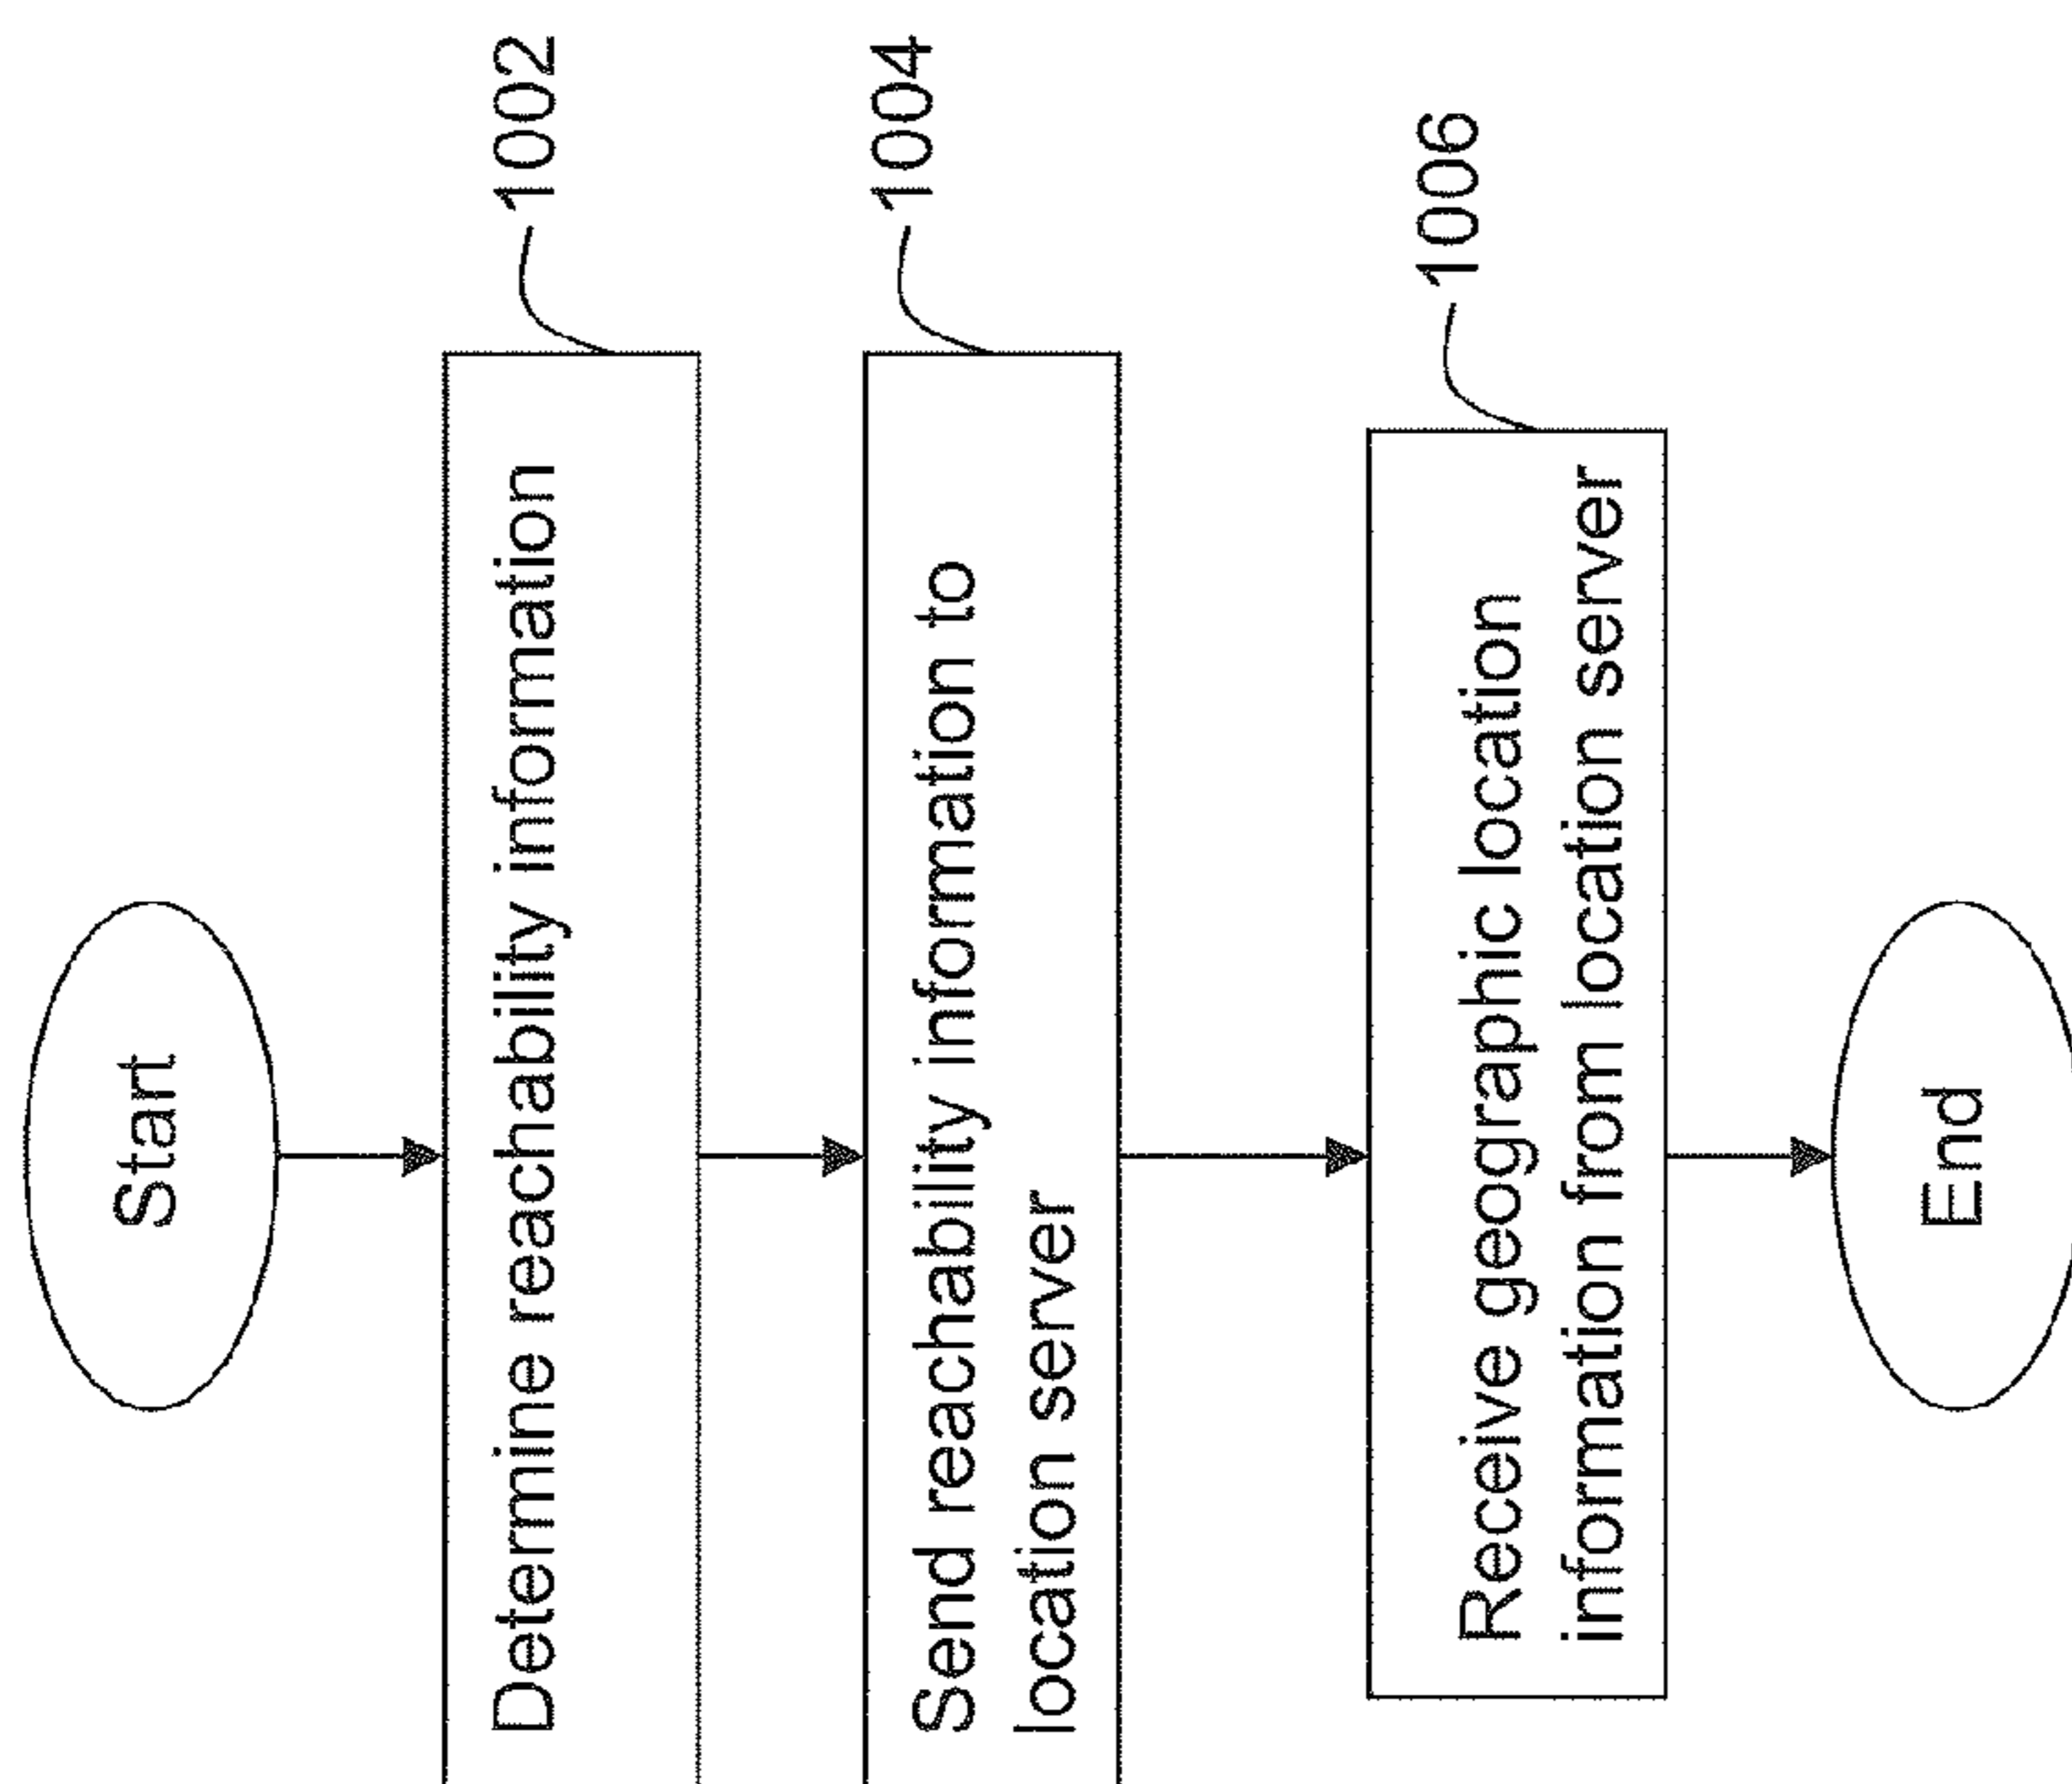 Start
Determine reachability information
1002
Send reachability information to
location server
1004
Receive geographic location
information from location server
1006
End